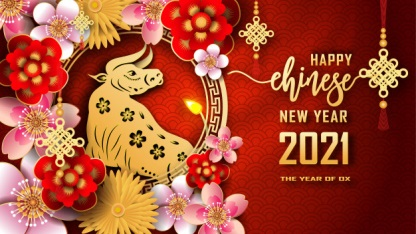 HAPPY
chinese
NEW YEAR
2021
THE YEAR OF OX